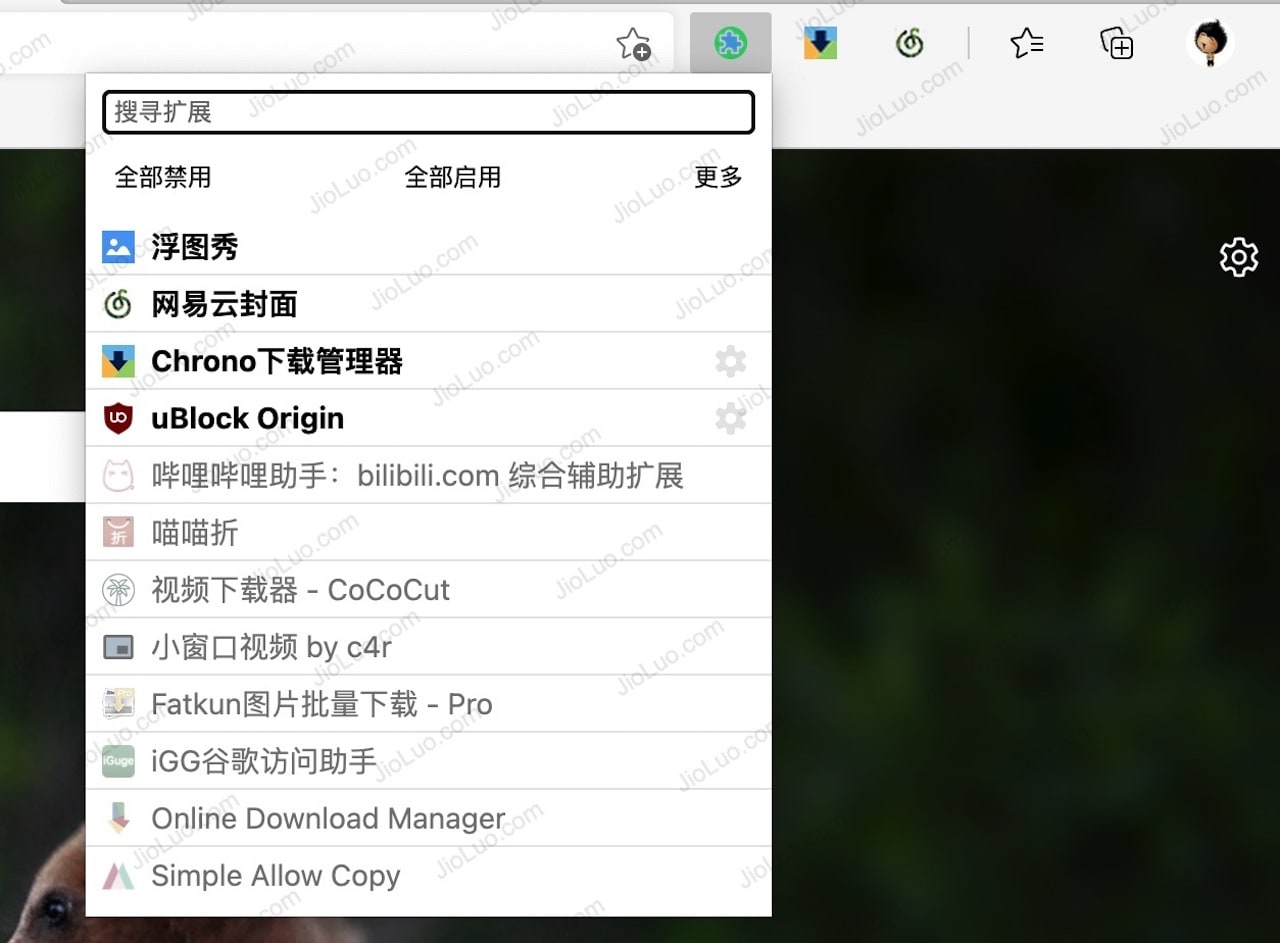 搜寻扩展
全部禁用 全部启用 更多
浮图秀
网易云封面
Chrono下载管理器
uBlock Origin
哔哩哔哩助手：bilibili.com 综合辅助扩展
折 喵喵折
视频下载器 - CoCoCut
小窗口视频 by c4r
Pro Fatkun图片批量下载 - Pro
iGuge iGG谷歌访问助手
Online Download Manager
Simple Allow Copy
JioLuo.com